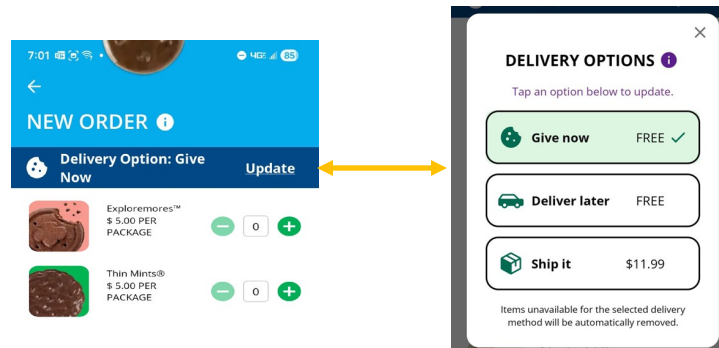 7:01
4GE 85
NEW ORDER i
Delivery Option: Give
Now
Update
Exploremores™
$ 5.00 PER
PACKAGE
0
Thin Mints®
$ 5.00 PER
PACKAGE
0
DELIVERY OPTIONS i
Tap an option below to update.
Give now FREE
Deliver later FREE
Ship it $11.99
Items unavailable for the selected delivery
method will be automatically removed.